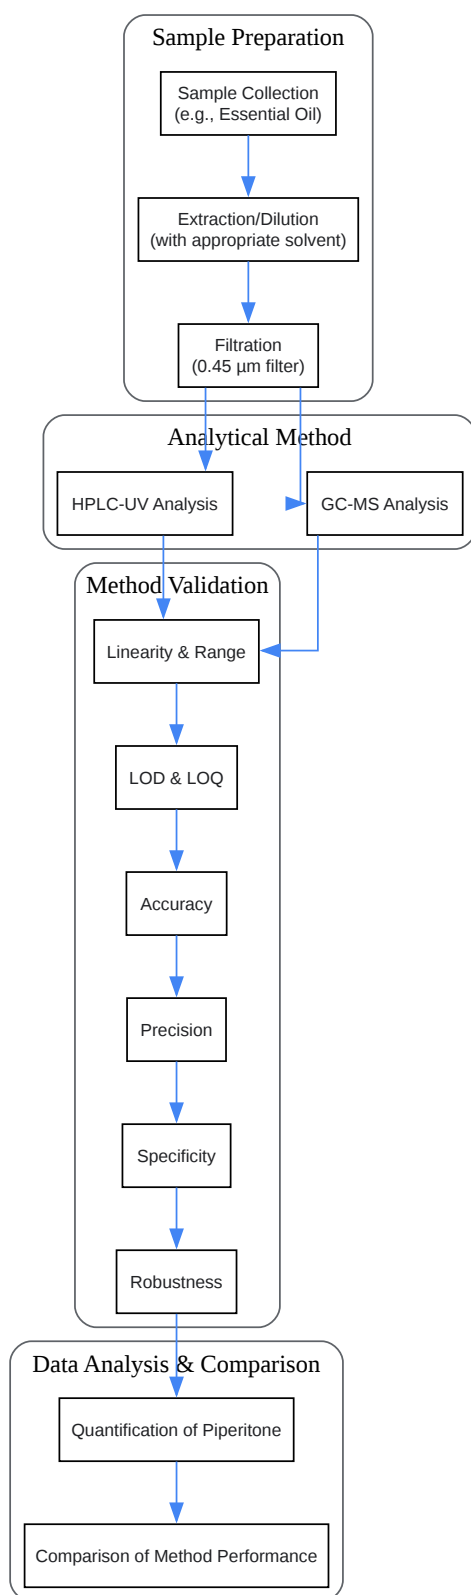 Sample Preparation
Sample Collection
(e.g., Essential Oil)
Extraction/Dilution
(with appropriate solvent)
Filtration
(0.45 µm filter)
Analytical Method
HPLC-UV Analysis
GC-MS Analysis
Method Validation
Linearity & Range
LOD & LOQ
Accuracy
Precision
Specificity
Robustness
Data Analysis & Comparison
Quantification of Piperitone
Comparison of Method Performance